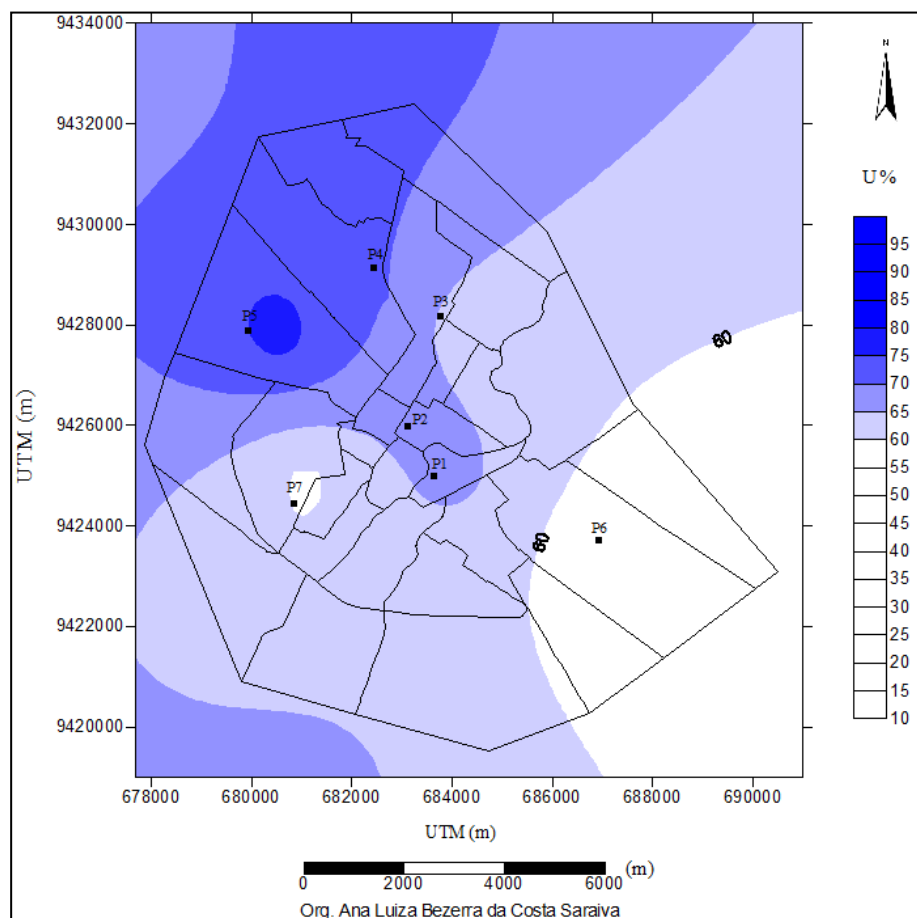 N
U%
95
90
85
80
75
70
65
60
55
50
45
40
35
30
25
20
15
10
9434000
9432000
9430000
9428000
9426000
9424000
9422000
9420000
UTM (m)
P4
P3
P5
60
P2
P1
P7
P6
60
678000 680000 682000 684000 686000 688000 690000
UTM (m)
0 2000 4000 6000 (m)
Org. Ana Luiza Bezerra da Costa Saraiva